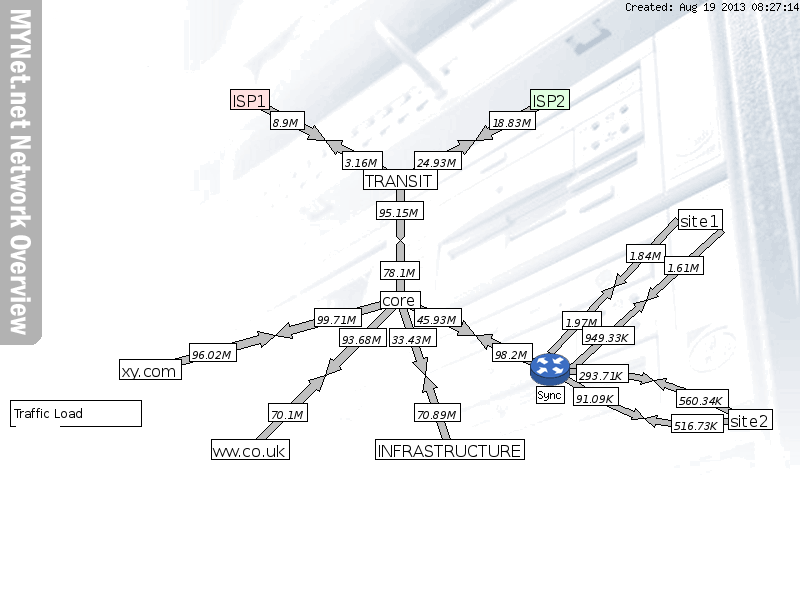 Created: Aug 19 2013 08:27:14
MYNet.net Network Overview
ISP1
ISP2
8.9M
18.83M
3.16M
24.93M
TRANSIT
95.15M
site1
1.84M
1.61M
78.1M
core
99.71M
45.93M
1.97M
93.68M
33.43M
949.33K
96.02M
98.2M
xy.com
293.71K
Sync
91.09K
560.34K
Traffic Load
70.1M
70.89M
516.73K
site2
ww.co.uk
INFRASTRUCTURE